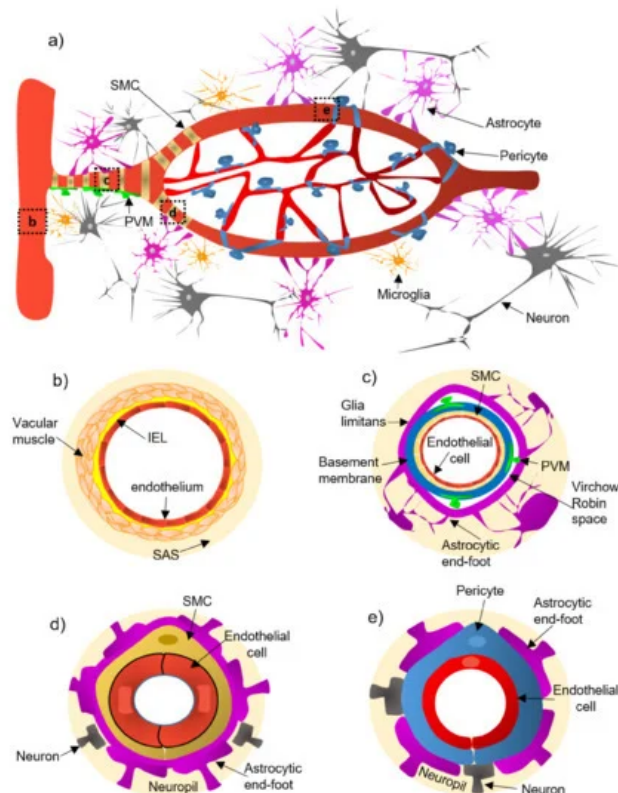 a)
SMC
e
Astrocyte
Pericyte
c
b
PVM
d
Microglia
Neuron
b)
Vacular
muscle
IEL
endothelium
SAS
c)
SMC
Glia
limitans
Endothelial
cell
Basement
membrane
PVM
Virchow
Robin
space
Astrocytic
end-foot
d)
SMC
Endothelial
cell
Neuron
Neuropil
Astrocytic
end-foot
e)
Pericyte
Astrocytic
end-foot
Endothelial
cell
Neuropil
Neuron